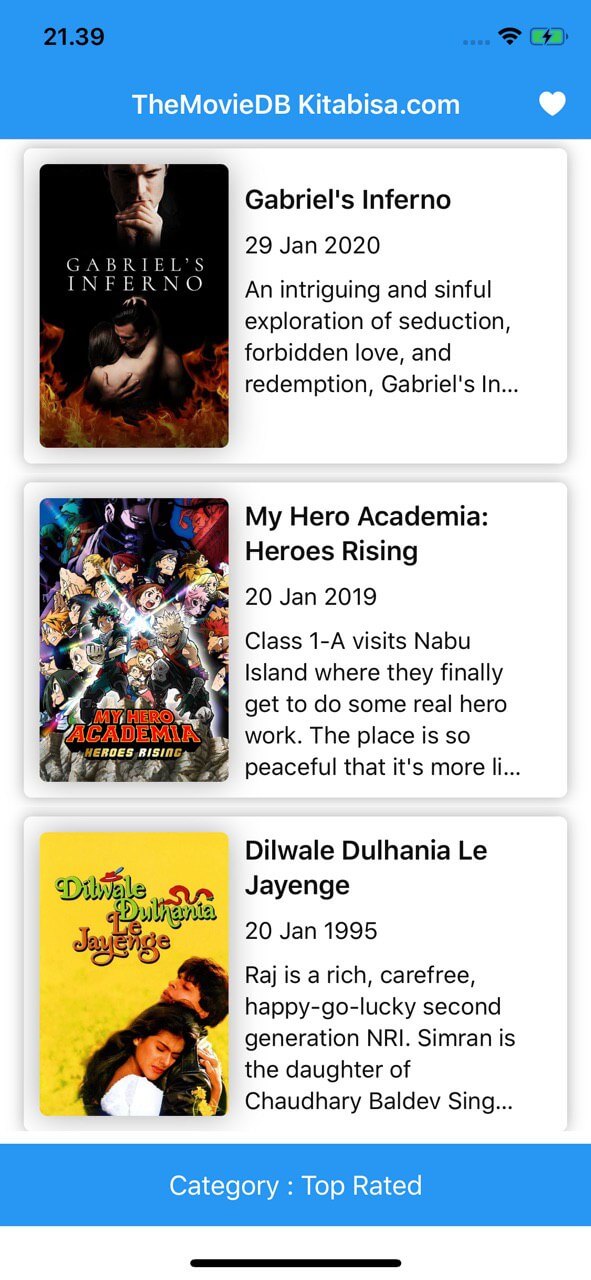 21.39
TheMovieDB Kitabisa.com
GABRIEL'S
INFERNO
Gabriel's Inferno
29 Jan 2020
An intriguing and sinful
exploration of seduction,
forbidden love, and
redemption, Gabriel's In...
MY HERO
ACADEMIA
HEROES RISING
My Hero Academia:
Heroes Rising
20 Jan 2019
Class 1-A visits Nabu
Island where they finally
get to do some real hero
work. The place is so
peaceful that it's more li...
Dilwale
Dulhania
Le
Jayenge
Dilwale Dulhania Le
Jayenge
20 Jan 1995
Raj is a rich, carefree,
happy-go-lucky second
generation NRI. Simran is
the daughter of
Chaudhary Baldev Sing...
Category : Top Rated